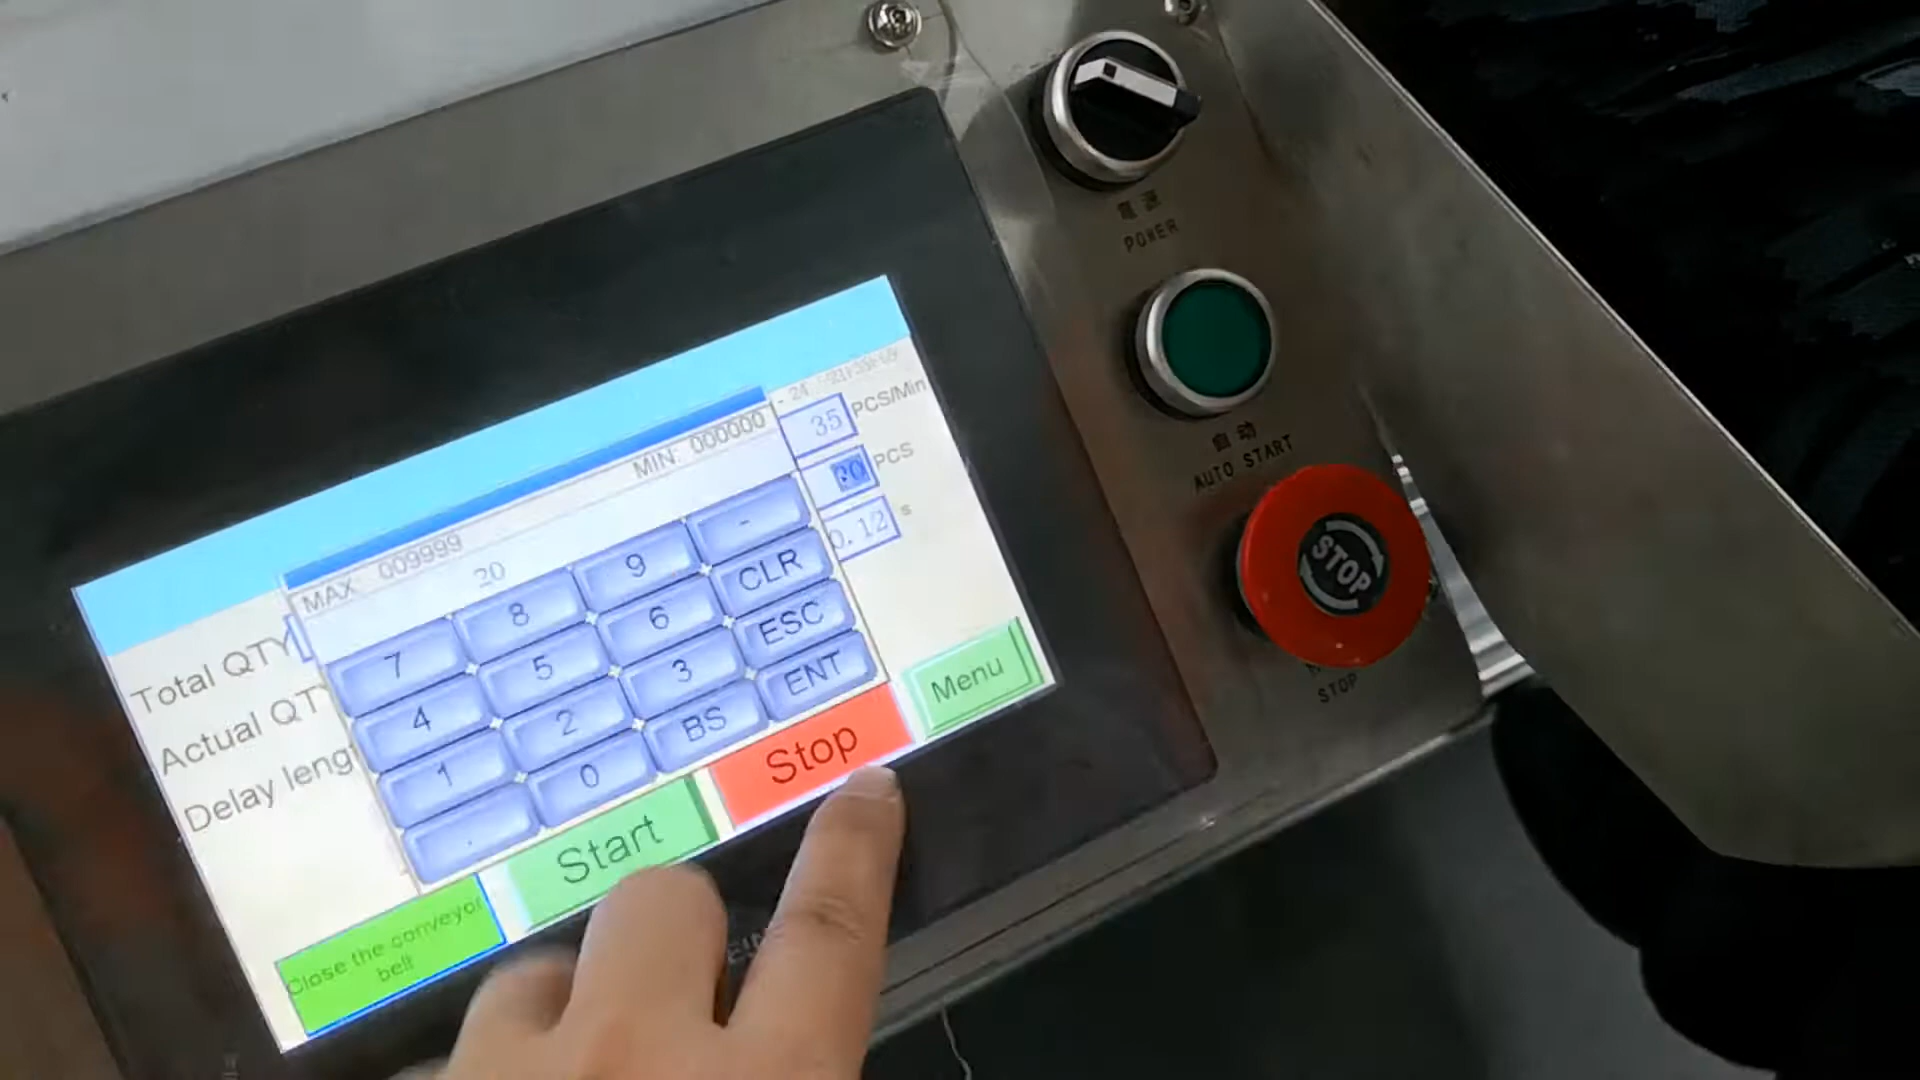 35 PCS/Min
MAX: 009999 MIN: 000000
20
PCS
0.12 s
7 8 9 -
4 5 6 CLR
1 2 3 ESC
. 0 BS ENT
Total QTY
Actual QT
Delay leng
Close the conveyor
belt
Start
Stop
Menu
電源
POWER
自动
AUTO START
STOP
STOP